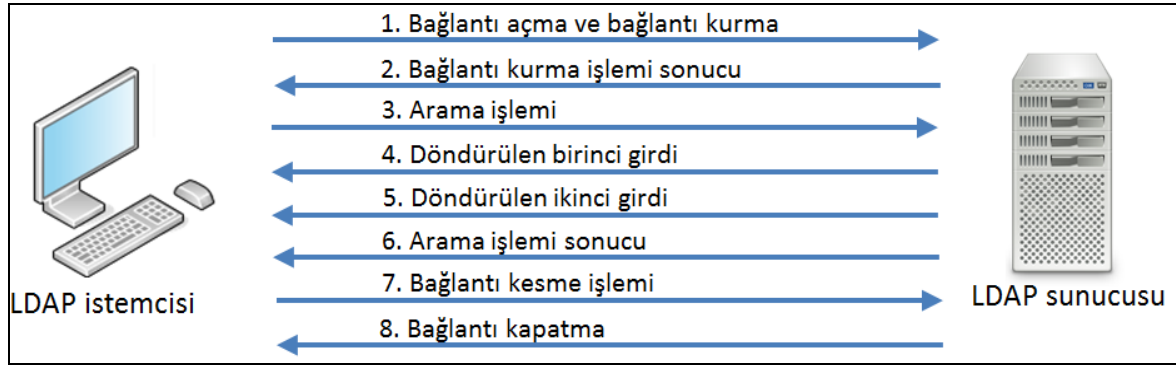 1. Bağlantı açma ve bağlantı kurma
2. Bağlantı kurma işlemi sonucu
3. Arama işlemi
4. Döndürülen birinci girdi
5. Döndürülen ikinci girdi
6. Arama işlemi sonucu
7. Bağlantı kesme işlemi
8. Bağlantı kapatma
LDAP istemcisi
LDAP sunucusu